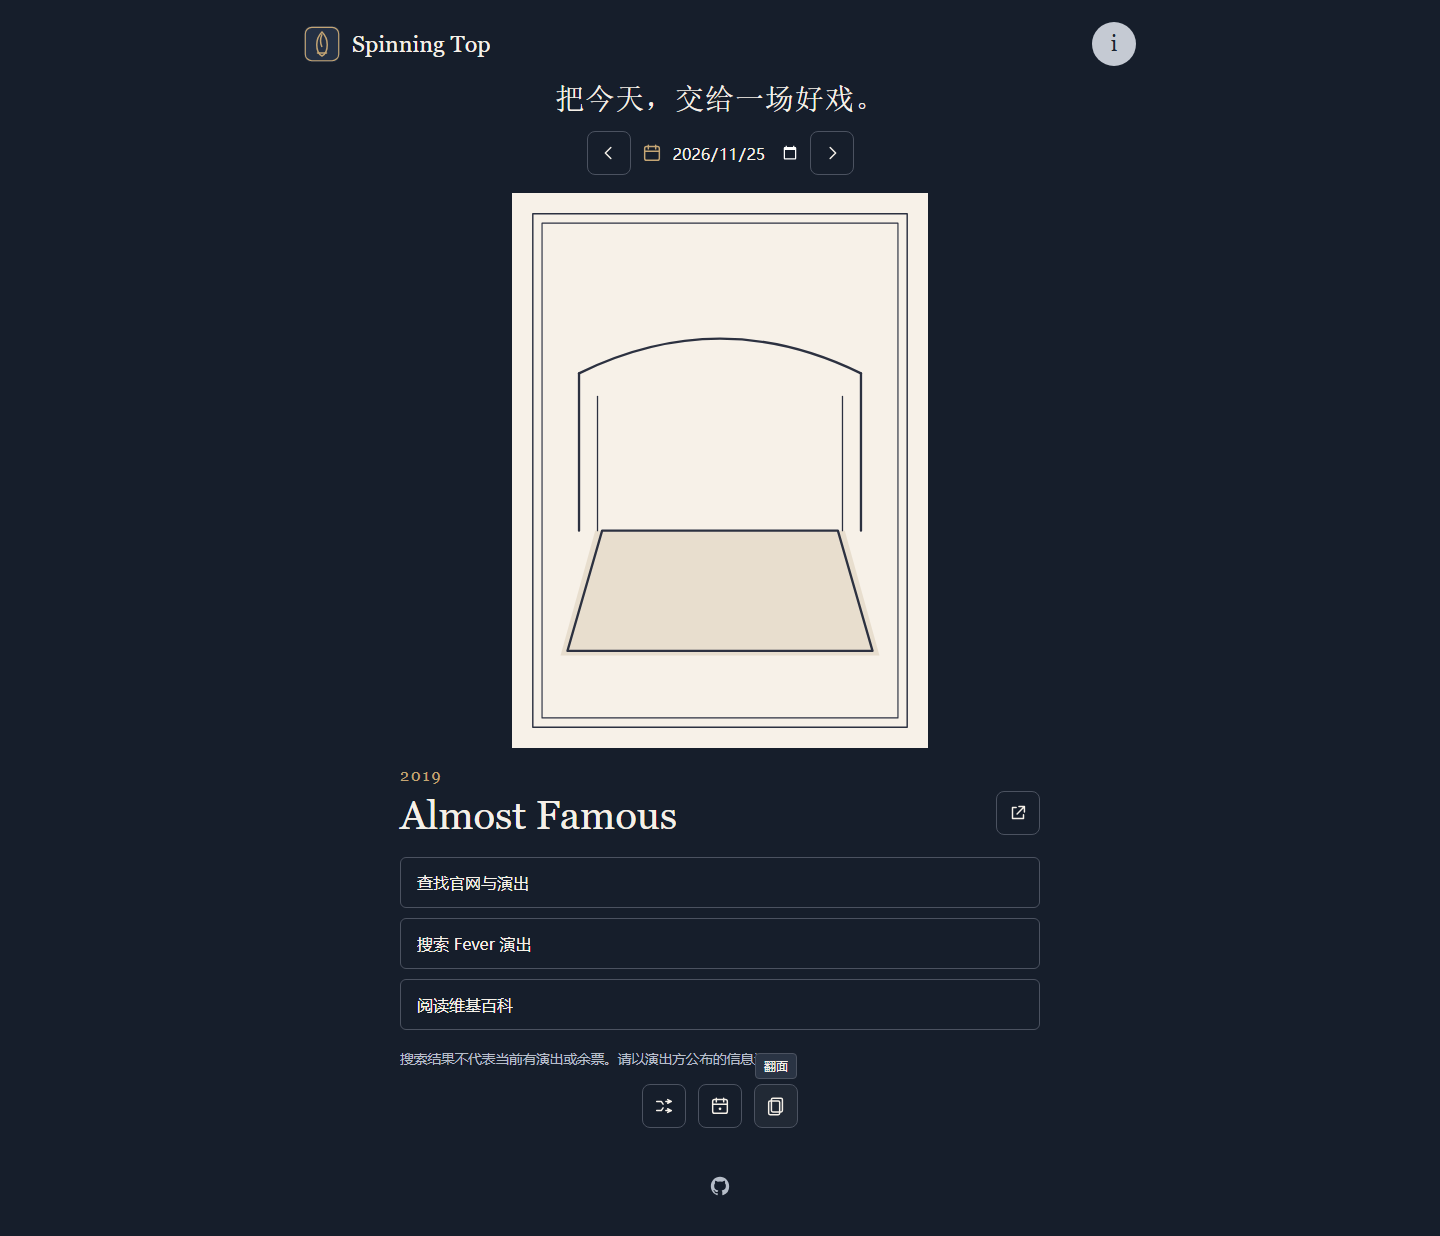 Spinning Top
i
把今天，交给一场好戏。
2026/11/25
2019
Almost Famous
查找官网与演出
搜索 Fever 演出
阅读维基百科
搜索结果不代表当前有演出或余票。请以演出方公布的信息
翻面